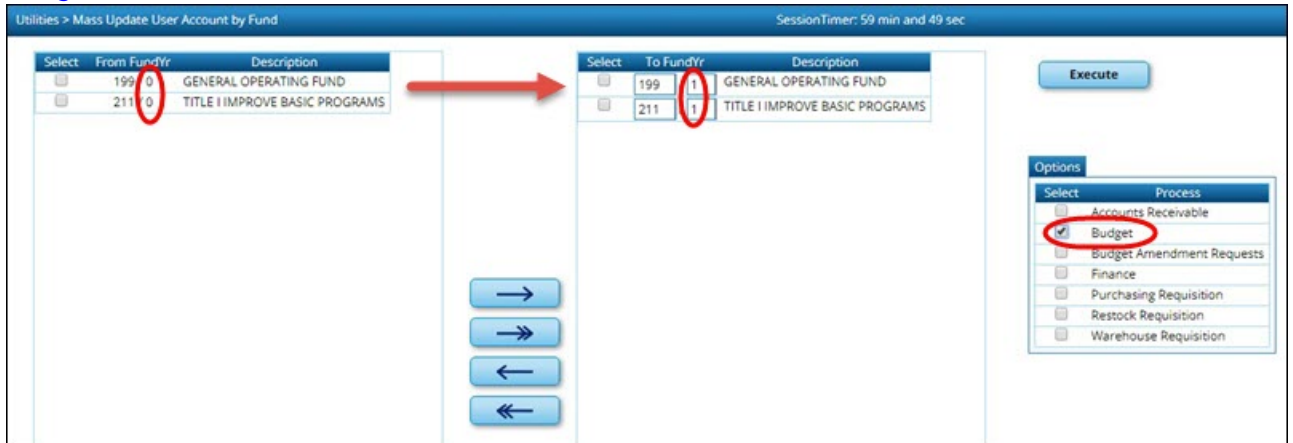 Utilities > Mass Update User Account by Fund SessionTimer: 59 min and 49 sec
Select From FundYr Description
199 / 0 GENERAL OPERATING FUND
211 / 0 TITLE I IMPROVE BASIC PROGRAMS
Select To FundYr Description
199 / 1 GENERAL OPERATING FUND
211 / 1 TITLE I IMPROVE BASIC PROGRAMS
Execute
Options
Select Process
Accounts Receivable
Budget
Budget Amendment Requests
Finance
Purchasing Requisition
Restock Requisition
Warehouse Requisition